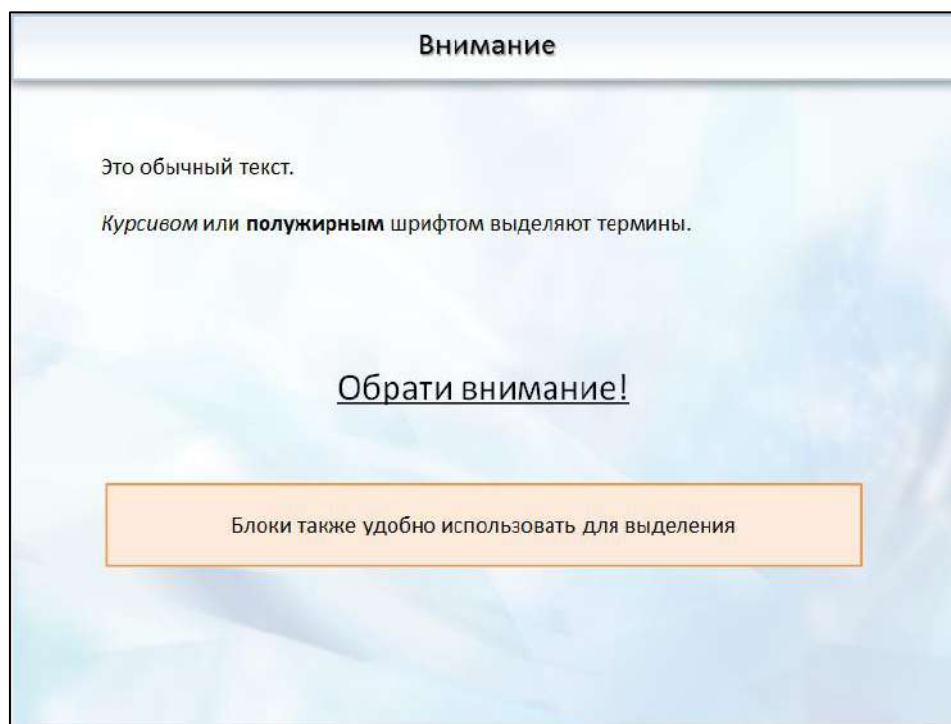 Внимание
Это обычный текст.
Курсивом или полужирным шрифтом выделяют термины.
Обрати внимание!
Блоки также удобно использовать для выделения